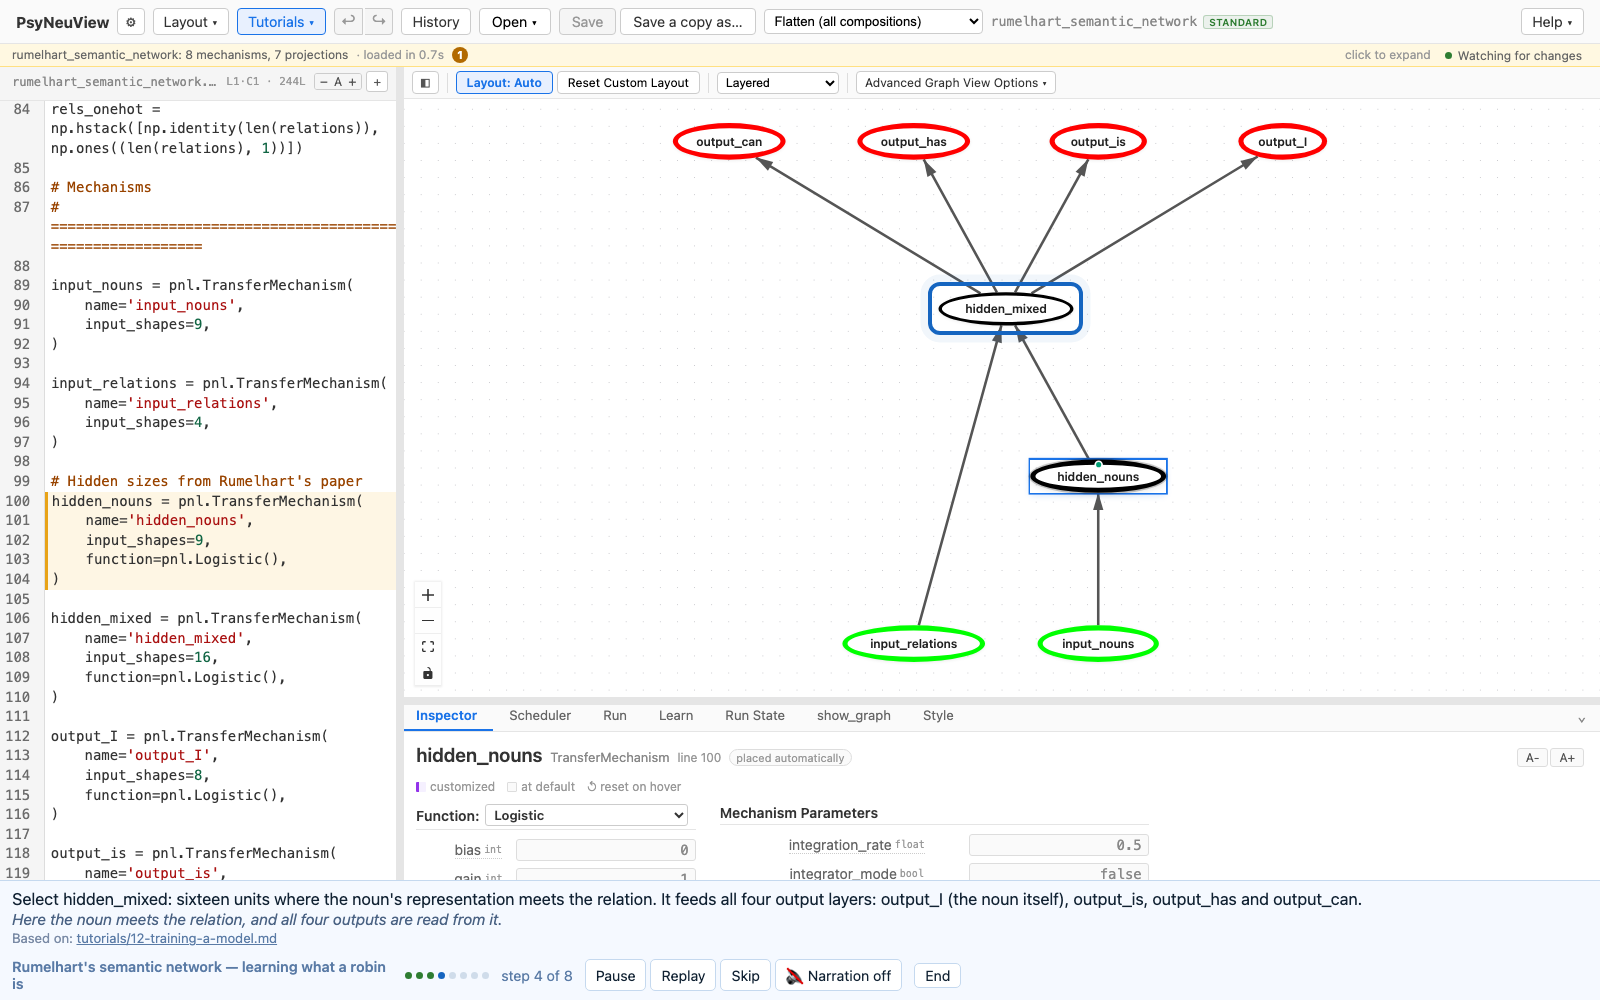 PsyNeuView ⚙ Layout ▾ Tutorials ▾ ↩ ↪ History Open ▾ Save Save a copy as... Flatten (all compositions) rumelhart_semantic_network STANDARD Help ▾
rumelhart_semantic_network: 8 mechanisms, 7 projections · loaded in 0.7s 1 click to expand Watching for changes
rumelhart_semantic_network.… L1·C1 · 244L − A + +
Layout: Auto Reset Custom Layout Layered Advanced Graph View Options ▾
84 rels_onehot =
np.hstack([np.identity(len(relations)),
np.ones((len(relations), 1))])
85
86 # Mechanisms
87 #
=========================================
==================
88
89 input_nouns = pnl.TransferMechanism(
90 name='input_nouns',
91 input_shapes=9,
92 )
93
94 input_relations = pnl.TransferMechanism(
95 name='input_relations',
96 input_shapes=4,
97 )
98
99 # Hidden sizes from Rumelhart's paper
100 hidden_nouns = pnl.TransferMechanism(
101 name='hidden_nouns',
102 input_shapes=9,
103 function=pnl.Logistic(),
104 )
105
106 hidden_mixed = pnl.TransferMechanism(
107 name='hidden_mixed',
108 input_shapes=16,
109 function=pnl.Logistic(),
110 )
111
112 output_I = pnl.TransferMechanism(
113 name='output_I',
114 input_shapes=8,
115 function=pnl.Logistic(),
116 )
117
118 output_is = pnl.TransferMechanism(
119 name='output_is',
output_can output_has output_is output_I
hidden_mixed
hidden_nouns
input_relations input_nouns
Inspector Scheduler Run Learn Run State show_graph Style
hidden_nouns TransferMechanism line 100 placed automatically A- A+
customized at default ↺ reset on hover
Function: Logistic
bias int 0
gain int 1
Mechanism Parameters
integration_rate float 0.5
integrator_mode bool false
Select hidden_mixed: sixteen units where the noun's representation meets the relation. It feeds all four output layers: output_I (the noun itself), output_is, output_has and output_can.
Here the noun meets the relation, and all four outputs are read from it.
Based on: tutorials/12-training-a-model.md
Rumelhart's semantic network — learning what a robin
is
step 4 of 8 Pause Replay Skip Narration off End